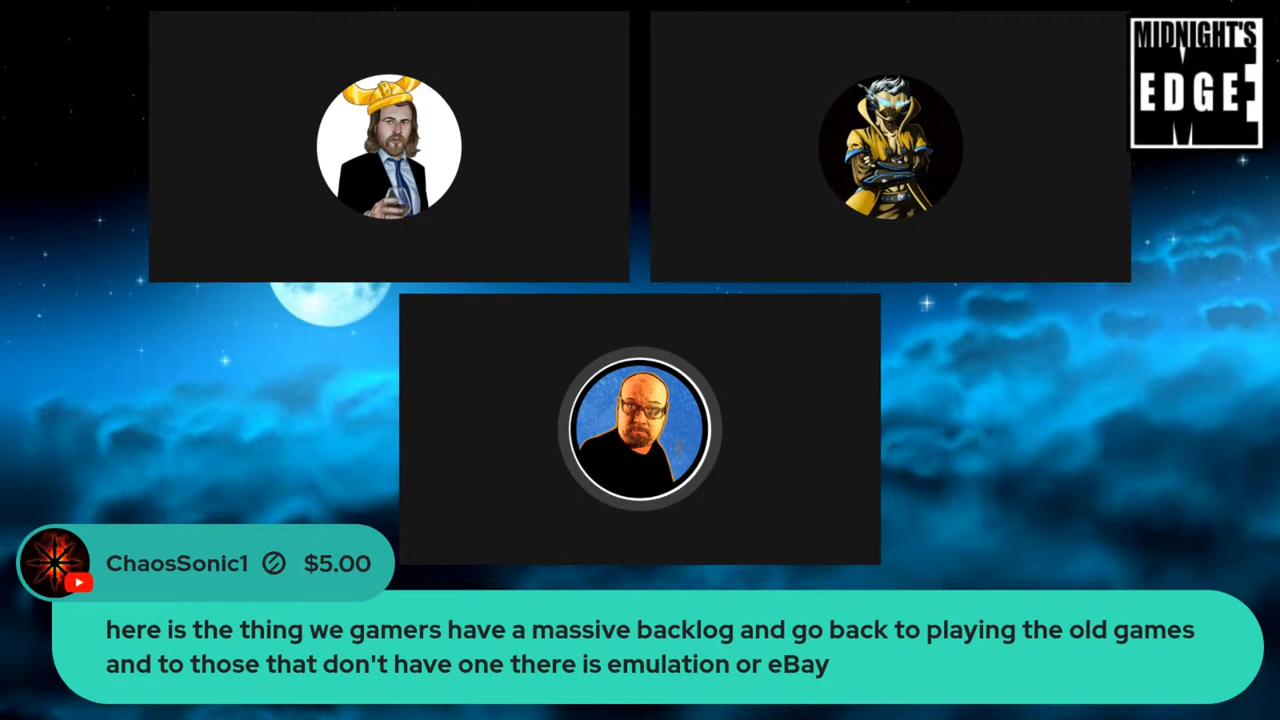 MIDNIGHT'S
EDGE
ChaosSonic1 $5.00
here is the thing we gamers have a massive backlog and go back to playing the old games
and to those that don't have one there is emulation or eBay